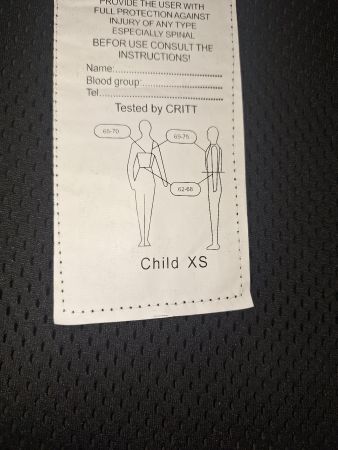 PROVIDE THE USER WITH
FULL PROTECTION AGAINST
INJURY OF ANY TYPE
ESPECIALLY SPINAL
BEFOR USE CONSULT THE
INSTRUCTIONS!
Name:
Blood group:
Tel
Tested by CRITT
65-70
69-75
62-68
Child XS